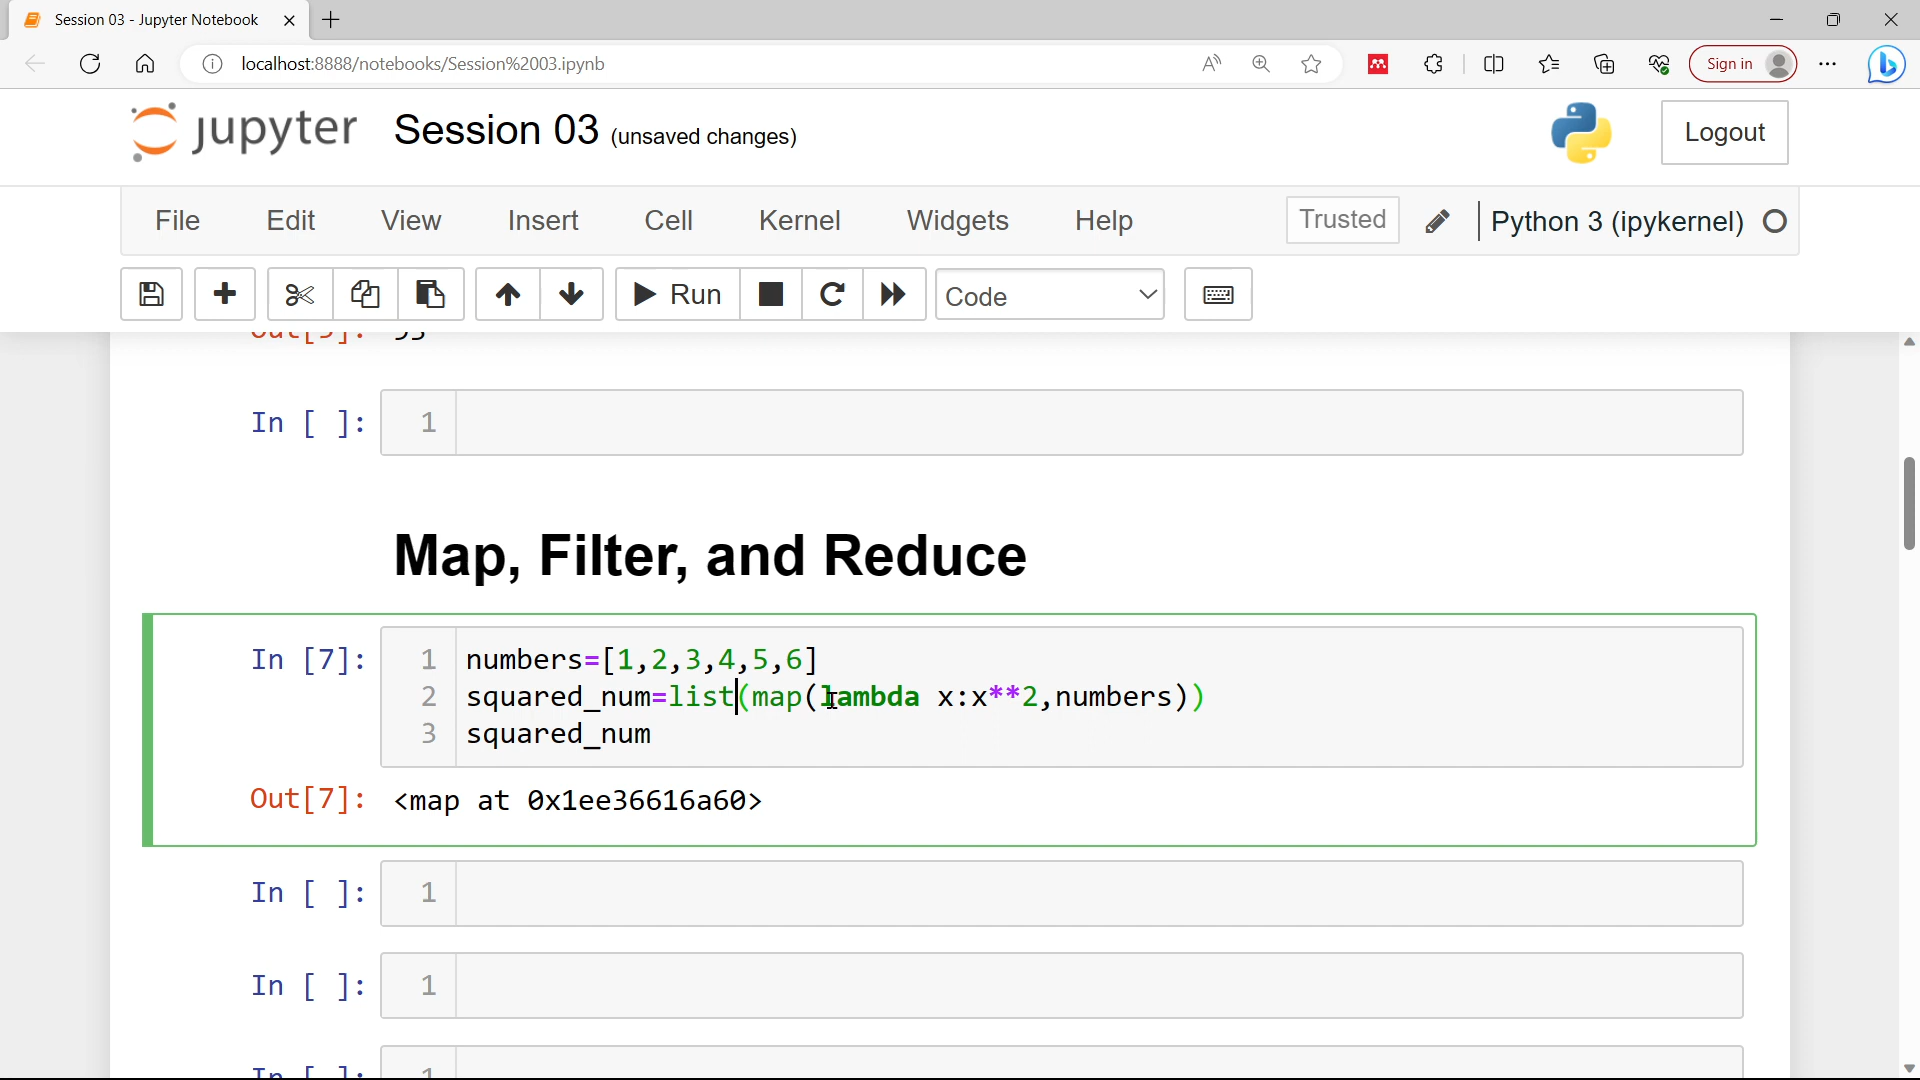 Session 03 - Jupyter Notebook
localhost:8888/notebooks/Session%2003.ipynb
Sign in
jupyter Session 03 (unsaved changes)
Logout
File Edit View Insert Cell Kernel Widgets Help Trusted Python 3 (ipykernel)
Run Code
In [ ]: 1
Map, Filter, and Reduce
In [7]: 1 numbers=[1,2,3,4,5,6]
2 squared_num=list(map(lambda x:x**2,numbers))
3 squared_num
Out[7]: <map at 0x1ee36616a60>
In [ ]: 1
In [ ]: 1
In [ ]: 1